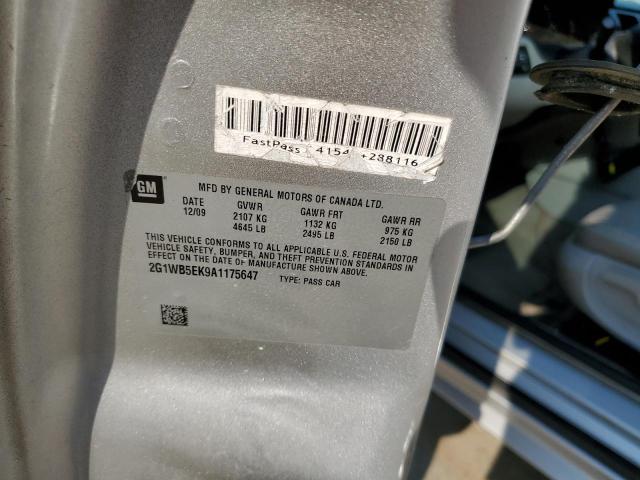 FastPass 4154 +288116
GM
MFD BY GENERAL MOTORS OF CANADA LTD.
DATE GVWR GAWR FRT GAWR RR
12/09 2107 KG 1132 KG 975 KG
4645 LB 2495 LB 2150 LB
THIS VEHICLE CONFORMS TO ALL APPLICABLE U.S. FEDERAL MOTOR
VEHICLE SAFETY, BUMPER, AND THEFT PREVENTION STANDARDS IN
EFFECT ON THE DATE OF MANUFACTURE SHOWN ABOVE.
2G1WB5EK9A1175647 TYPE: PASS CAR